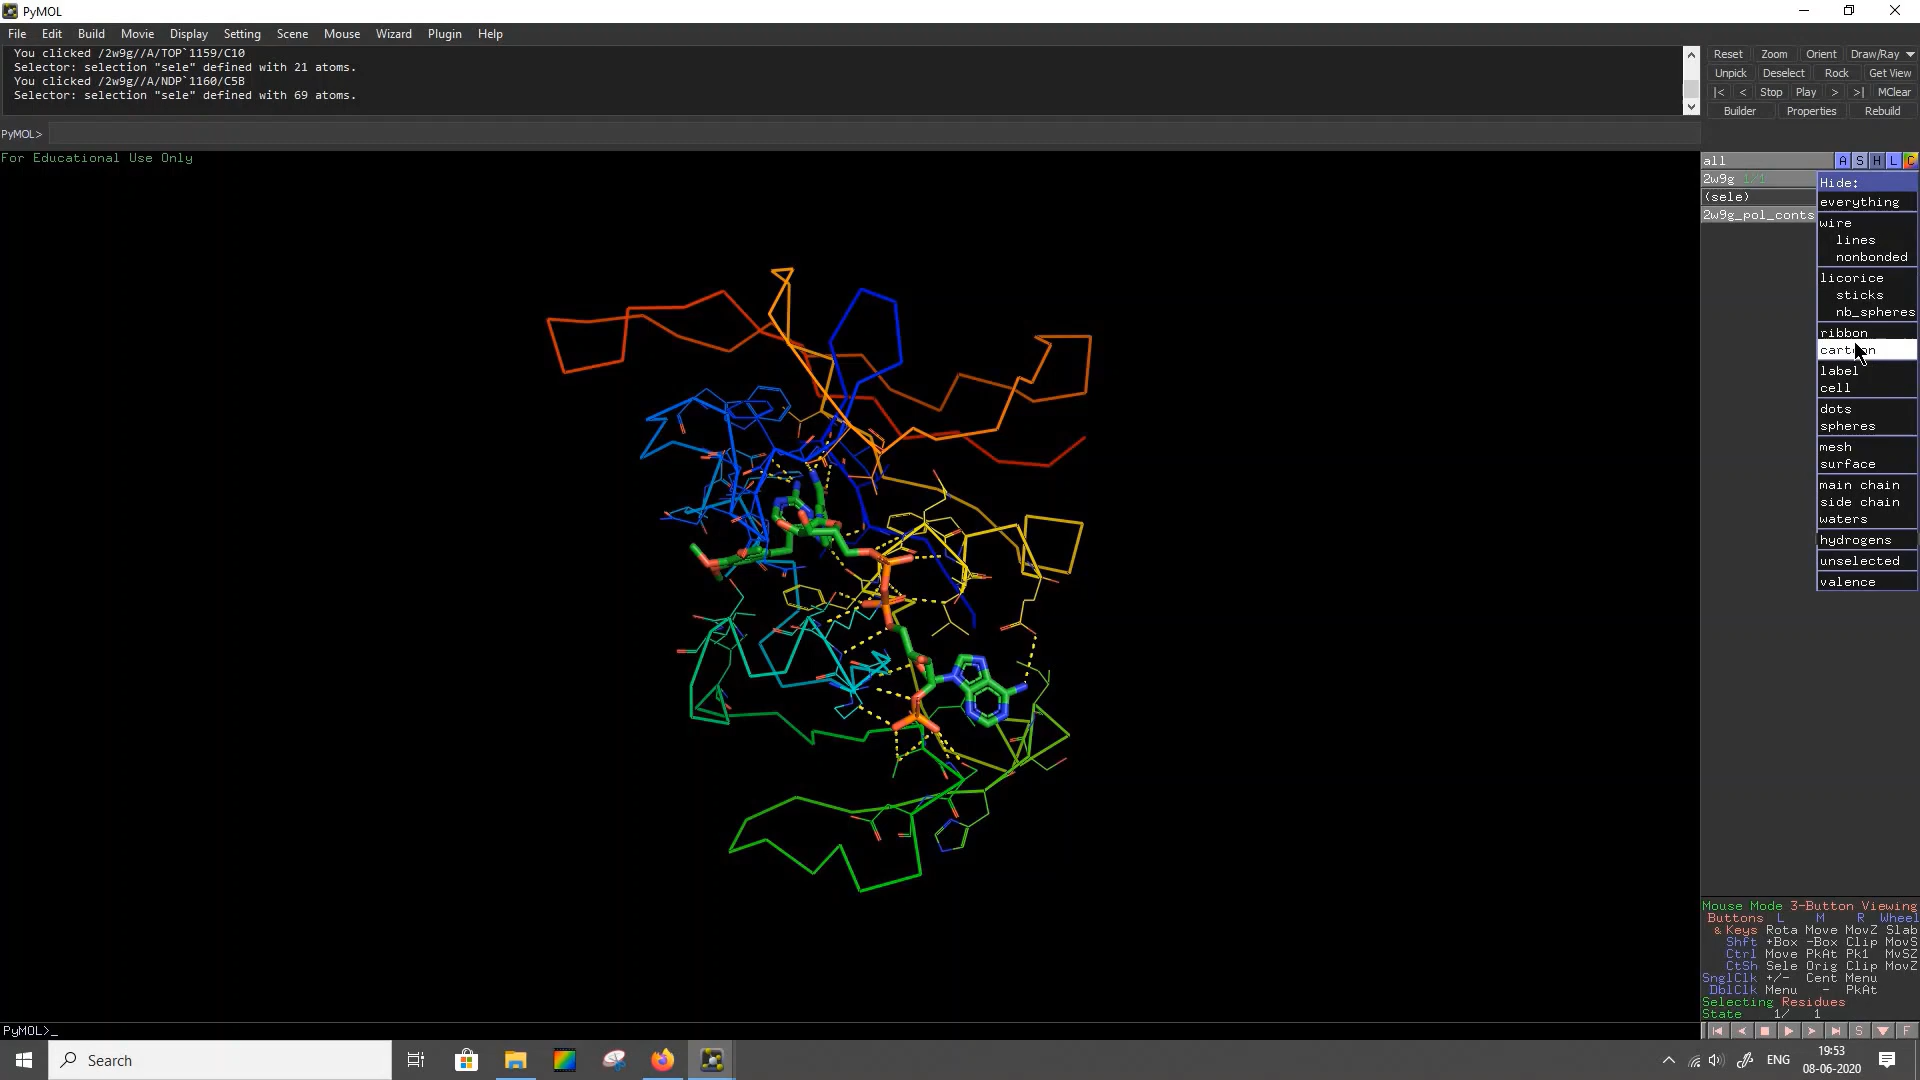 PyMOL
File Edit Build Movie Display Setting Scene Mouse Wizard Plugin Help
You clicked /2w9g//A/TOP`1159/C10
Selector: selection "sele" defined with 21 atoms.
You clicked /2w9g//A/NDP`1160/C5B
Selector: selection "sele" defined with 69 atoms.
Reset Zoom Orient Draw/Ray
Unpick Deselect Rock Get View
|< < Stop Play > >| MClear
Builder Properties Rebuild
PyMOL>
For Educational Use Only
all A S H L C
2w9g 1/1
(sele)
2w9g_pol_conts
Hide:
everything
wire
lines
nonbonded
licorice
sticks
nb_spheres
ribbon
cartoon
label
cell
dots
spheres
mesh
surface
main chain
side chain
waters
hydrogens
unselected
valence
Mouse Mode 3-Button Viewing
Buttons L M R Wheel
& Keys Rota Move MovZ Slab
Shft +Box -Box Clip MovS
Ctrl Move PkAt Pk1 MvSZ
CtSh Sele Orig Clip MovZ
SnglClk +/- Cent Menu
DblClk Menu - PkAt
Selecting Residues
State 1/ 1
S F
PyMOL>_
Search
ENG
19:53
08-06-2020